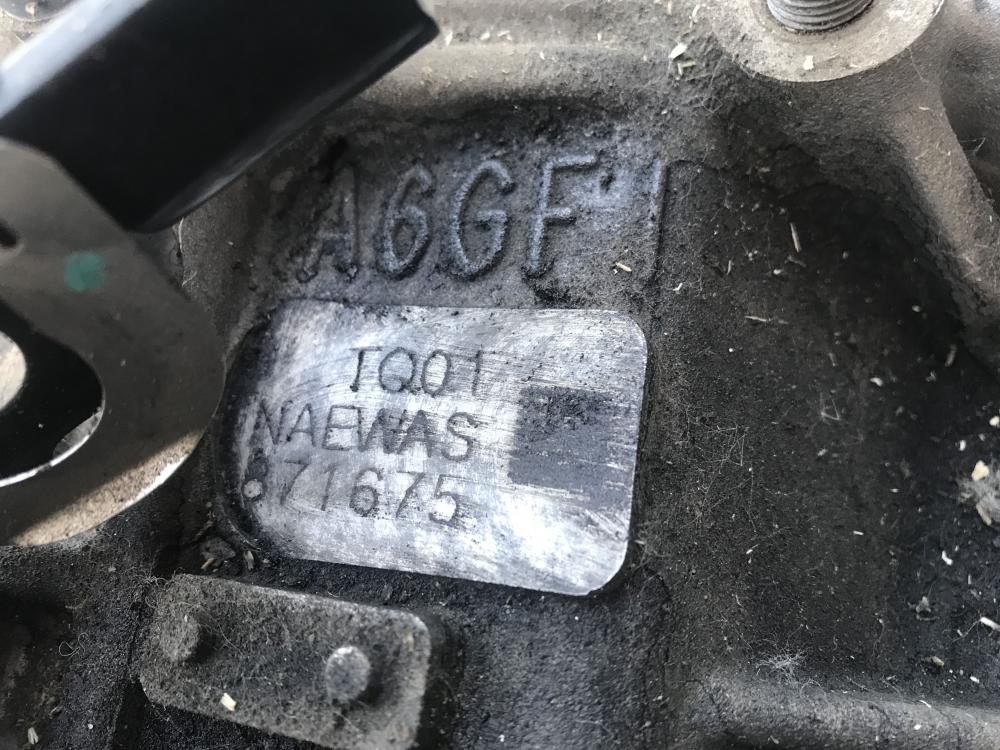 A6GF1
TQ01
NAEWAS
871675